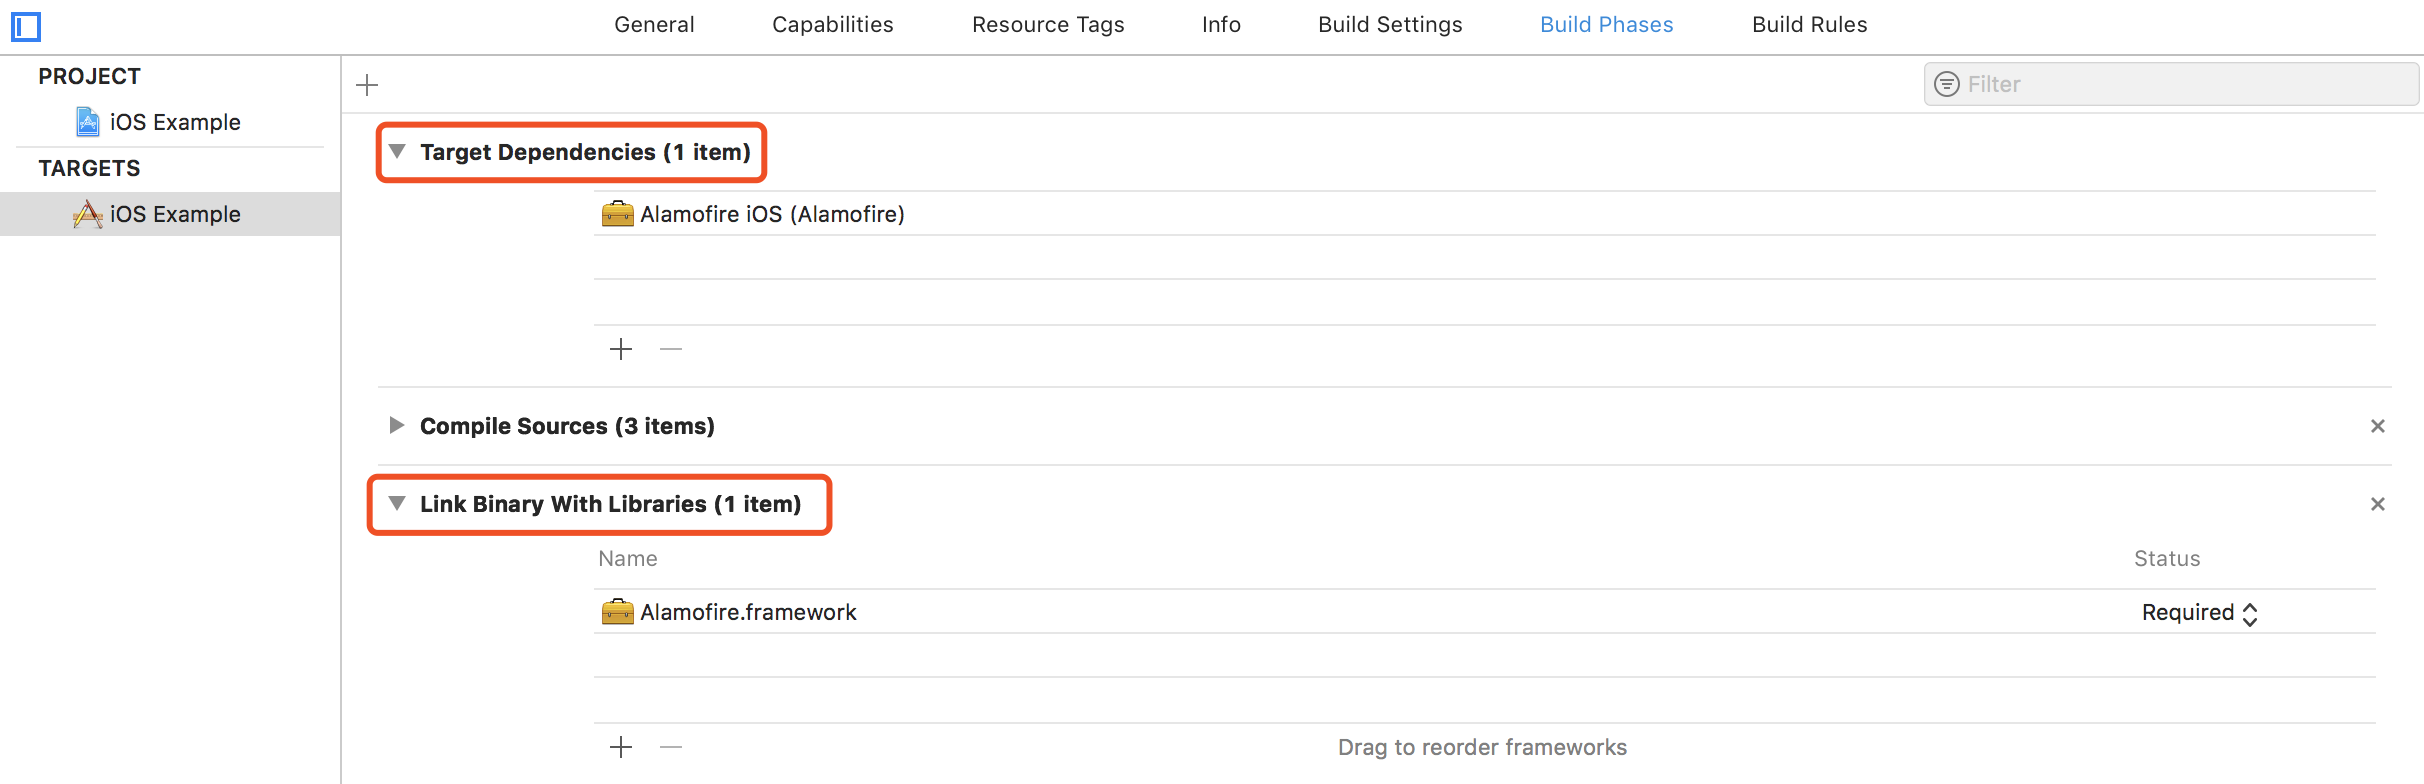 General Capabilities Resource Tags Info Build Settings Build Phases Build Rules
PROJECT
iOS Example
TARGETS
iOS Example
Filter
Target Dependencies (1 item)
Alamofire iOS (Alamofire)
Compile Sources (3 items)
Link Binary With Libraries (1 item)
Name Status
Alamofire.framework Required
Drag to reorder frameworks